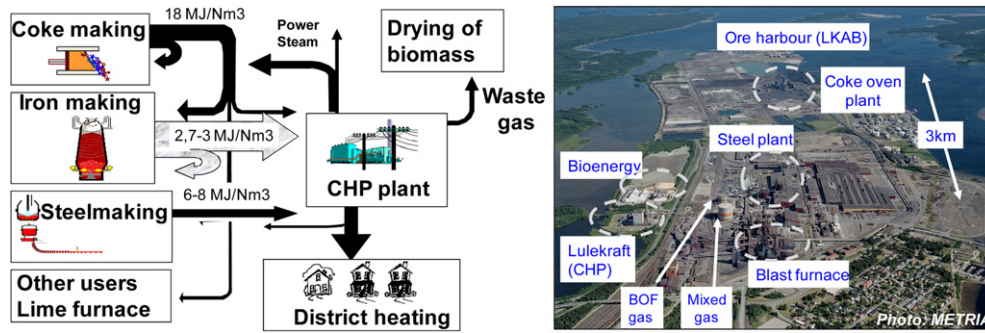 18 MJ/Nm3
Coke making
Power
Steam
Drying of
biomass
Waste
gas
Iron making
2,7-3 MJ/Nm3
CHP plant
6-8 MJ/Nm3
Steelmaking
Other users
Lime furnace
District heating
Ore harbour (LKAB)
Coke oven
plant
3km
Steel plant
Bioenergy
Lulekraft
(CHP)
Blast furnace
BOF
gas
Mixed
gas
Photo: METRIA